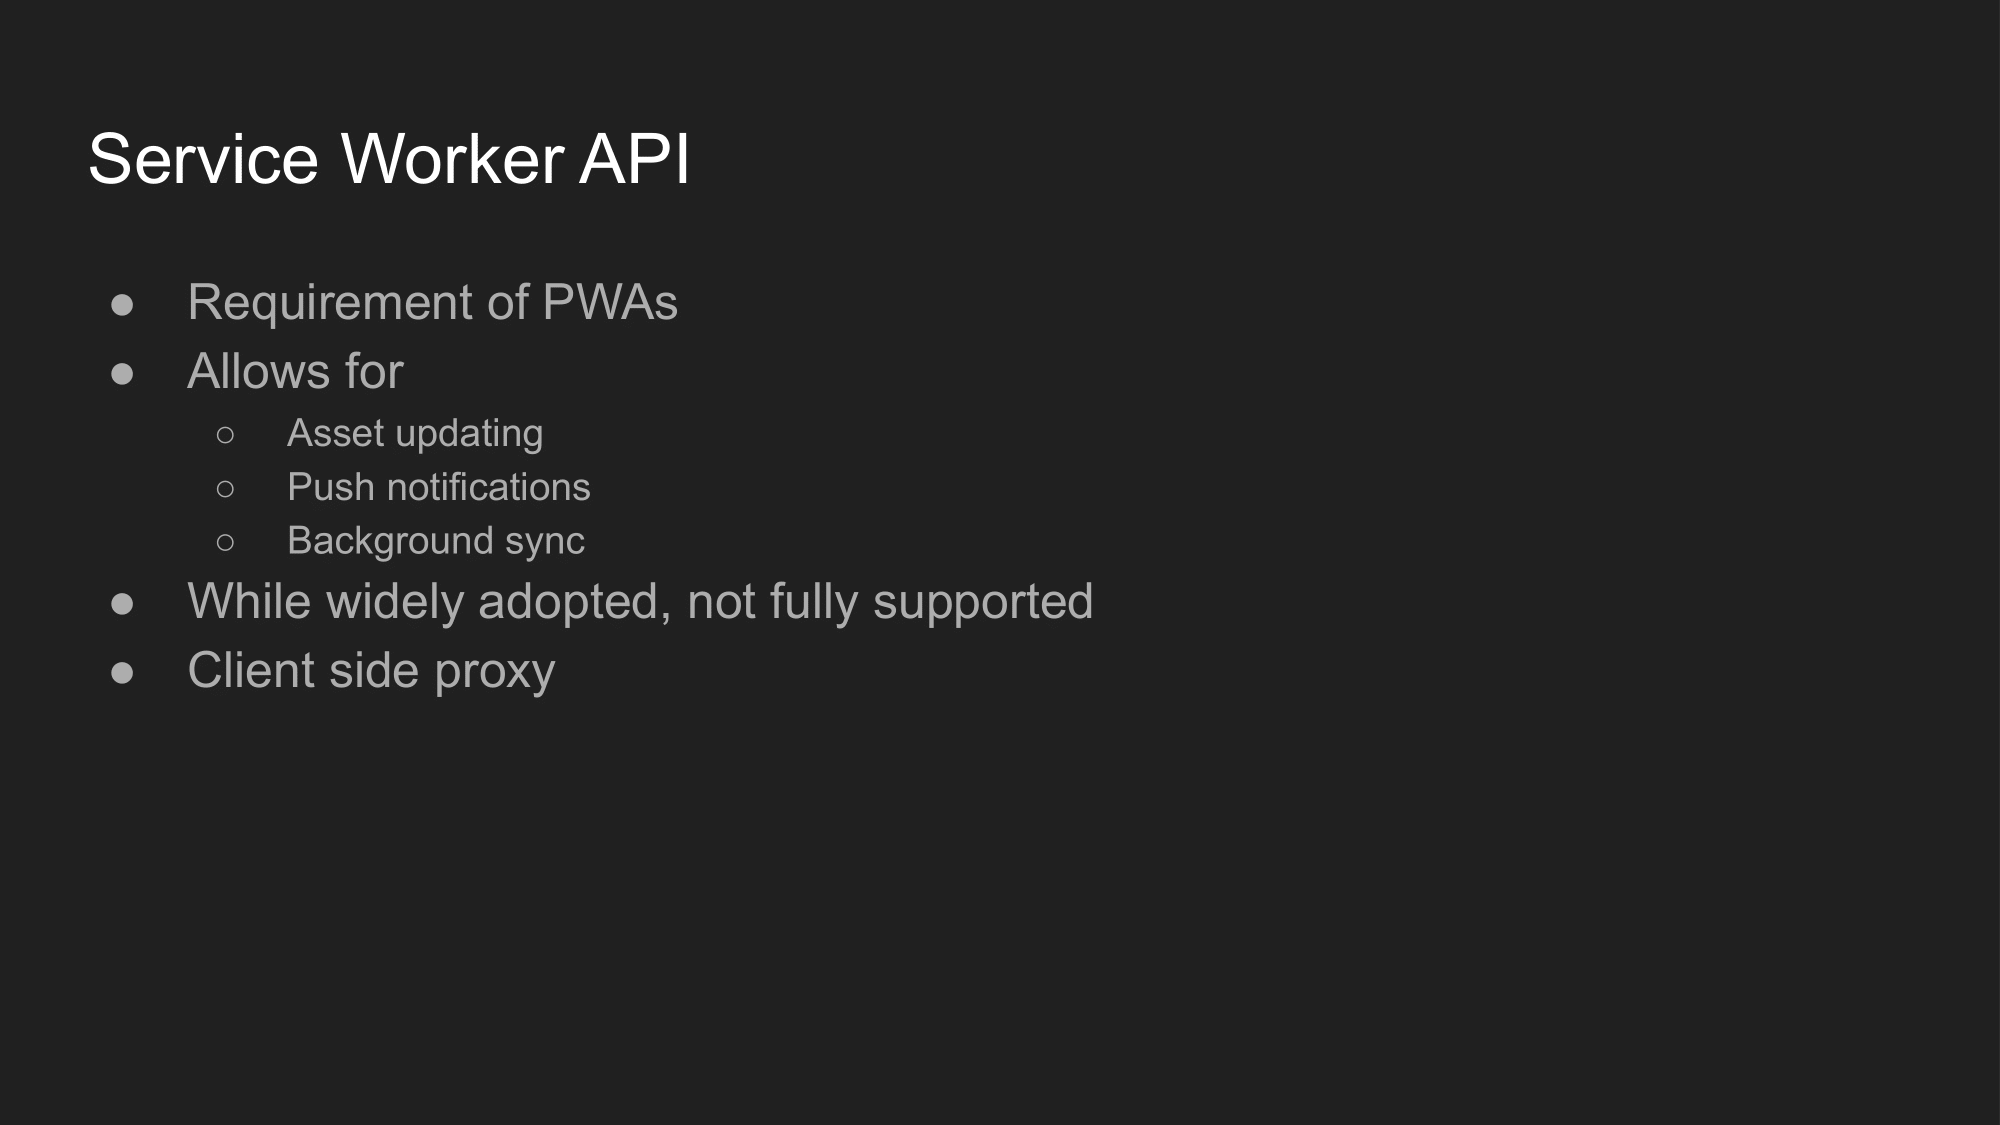 Service Worker API
● Requirement of PWAs
● Allows for
○ Asset updating
○ Push notifications
○ Background sync
● While widely adopted, not fully supported
● Client side proxy